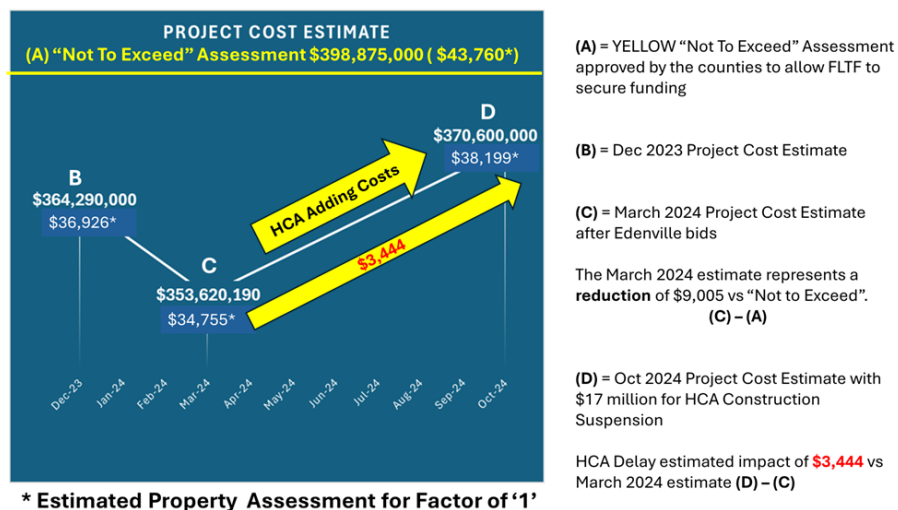 PROJECT COST ESTIMATE
(A) “Not To Exceed” Assessment $398,875,000 ( $43,760*)
D
$370,600,000
$38,199*
HCA Adding Costs
B
$364,290,000
$36,926*
$3,444
C
$353,620,190
$34,755*
Dec-23
Jan-24
Feb-24
Mar-24
Apr-24
May-24
Jun-24
Jul-24
Aug-24
Sep-24
Oct-24
* Estimated Property Assessment for Factor of ‘1’
(A) = YELLOW “Not To Exceed” Assessment
approved by the counties to allow FLTF to
secure funding
(B) = Dec 2023 Project Cost Estimate
(C) = March 2024 Project Cost Estimate
after Edenville bids
The March 2024 estimate represents a
reduction of $9,005 vs “Not to Exceed”.
(C) – (A)
(D) = Oct 2024 Project Cost Estimate with
$17 million for HCA Construction
Suspension
HCA Delay estimated impact of $3,444 vs
March 2024 estimate (D) – (C)